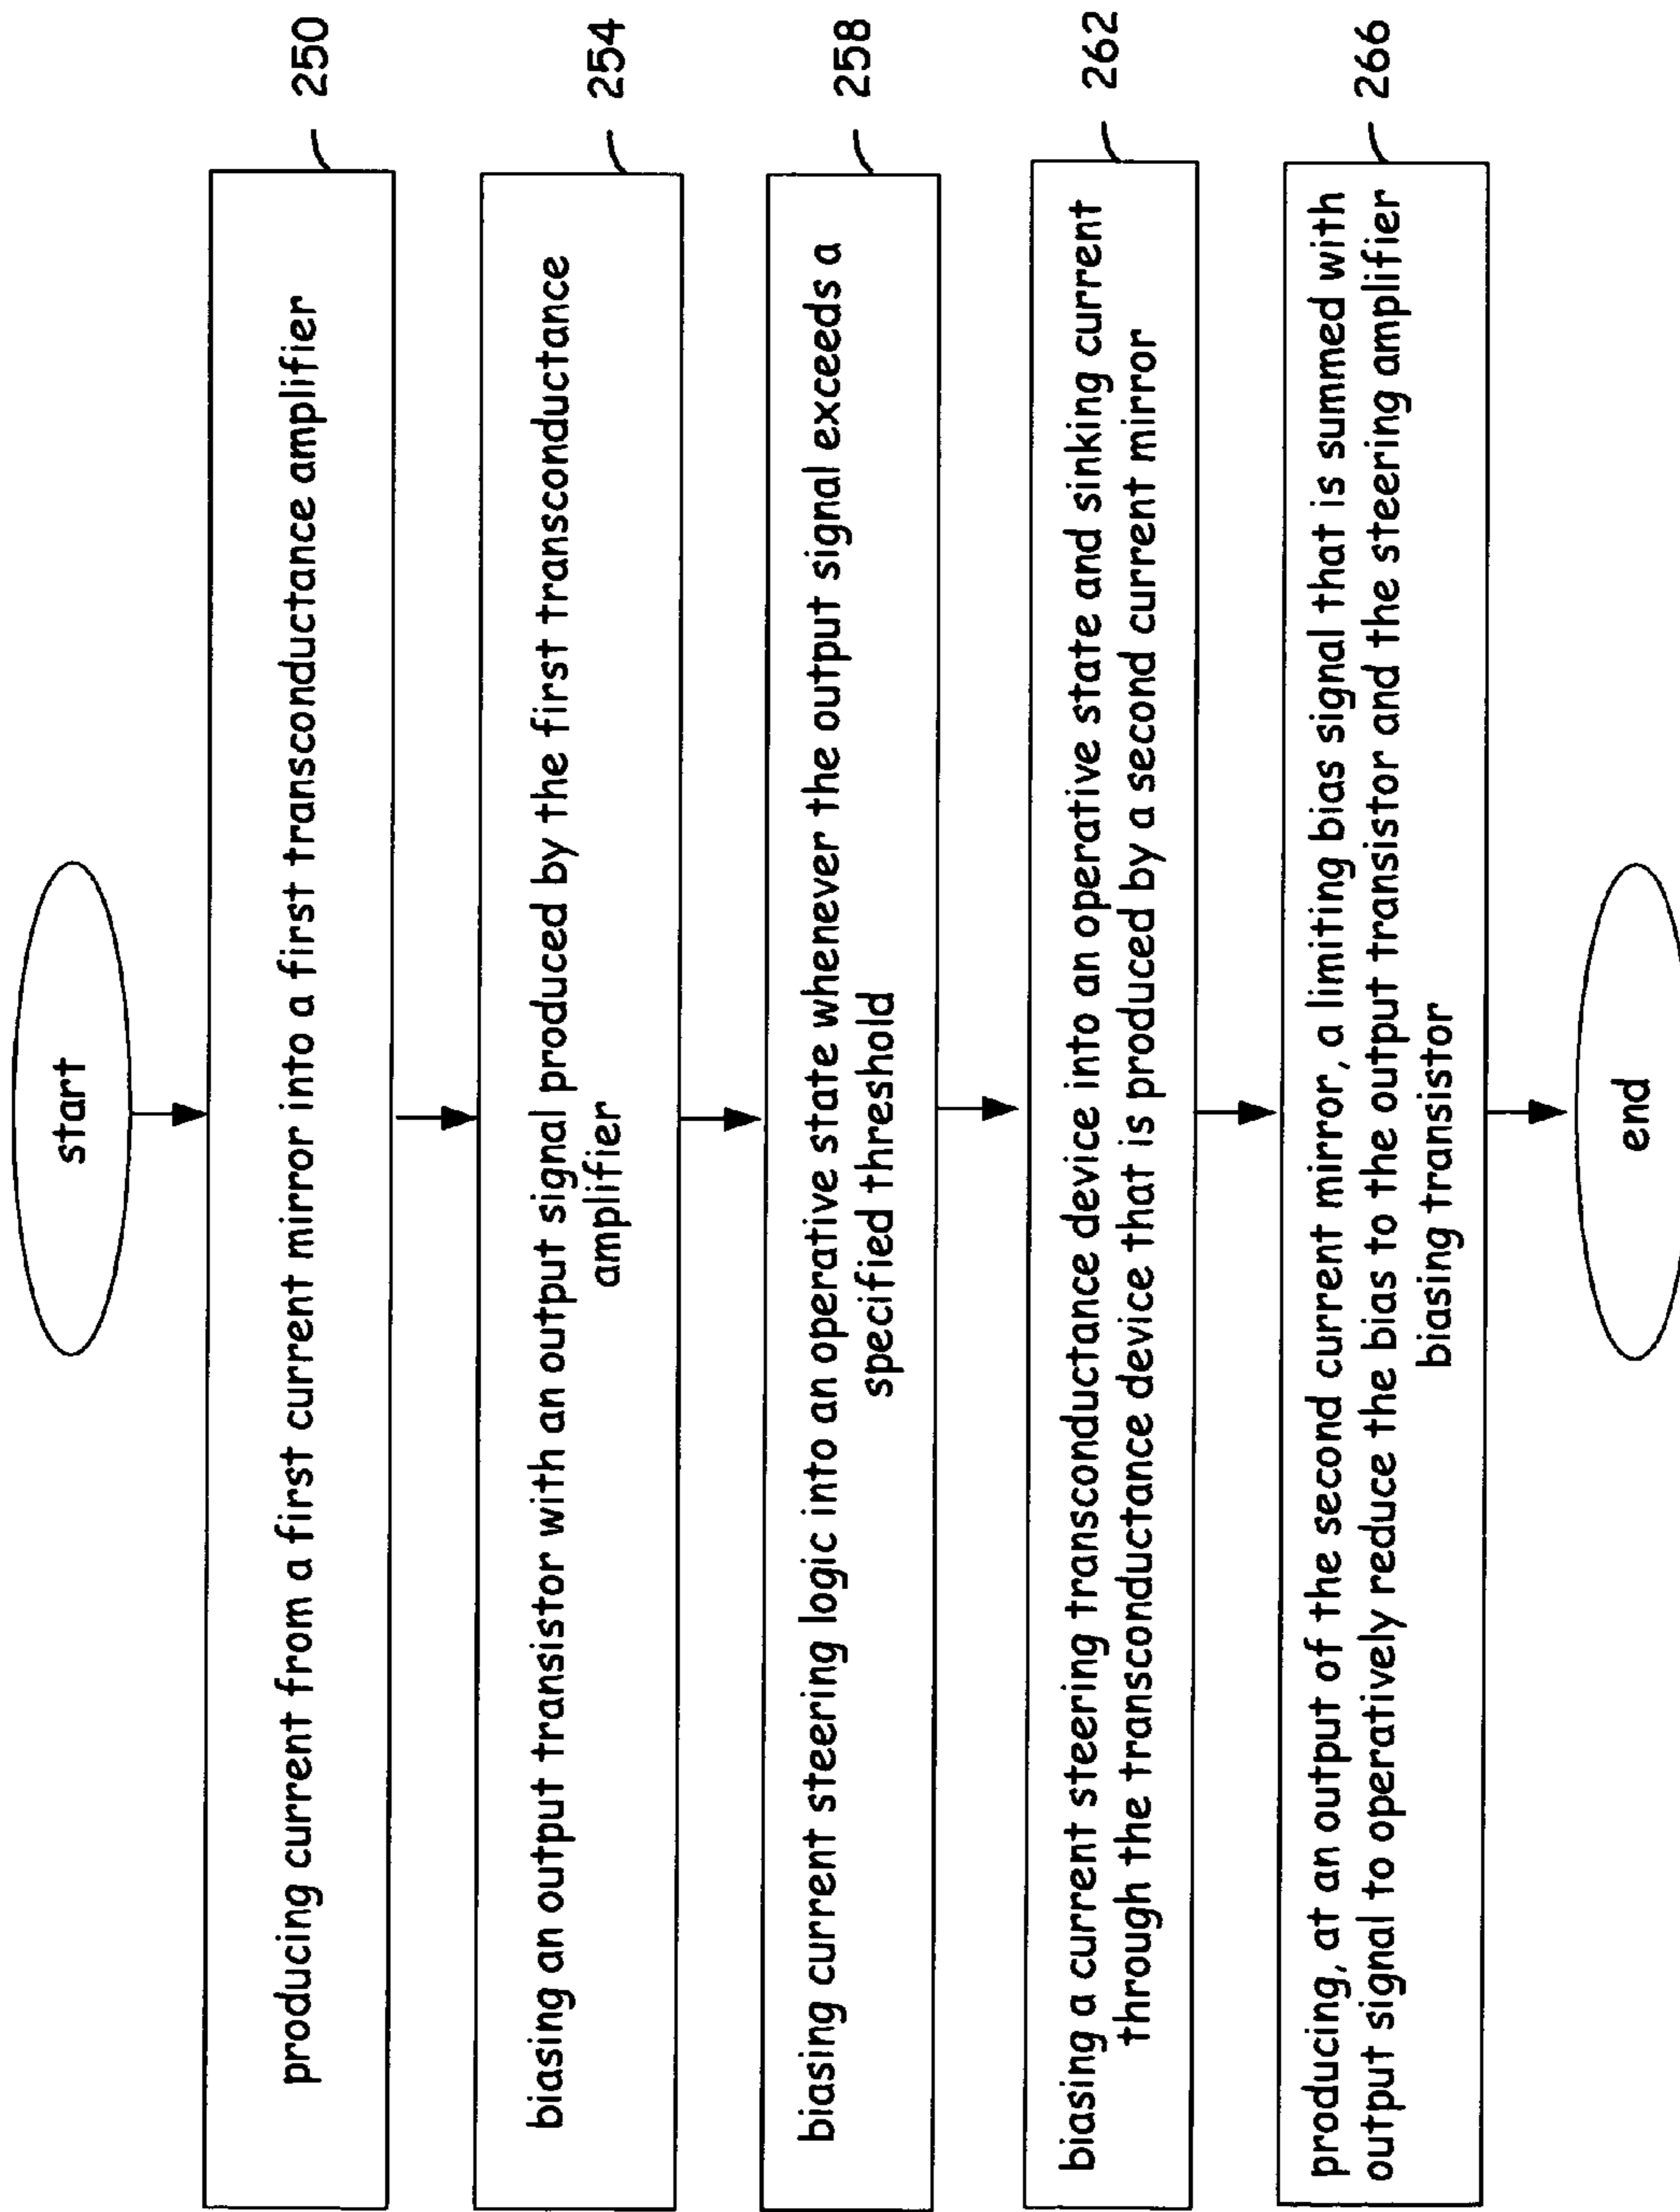 start
producing current from a first current mirror into a first transconductance amplifier
250
biasing an output transistor with an output signal produced by the first transconductance
amplifier
254
biasing current steering logic into an operative state whenever the output signal exceeds a
specified threshold
258
biasing a current steering transconductance device into an operative state and sinking current
through the transconductance device that is produced by a second current mirror
262
producing, at an output of the second current mirror, a limiting bias signal that is summed with
output signal to operatively reduce the bias to the output transistor and the steering amplifier
biasing transistor
266
end